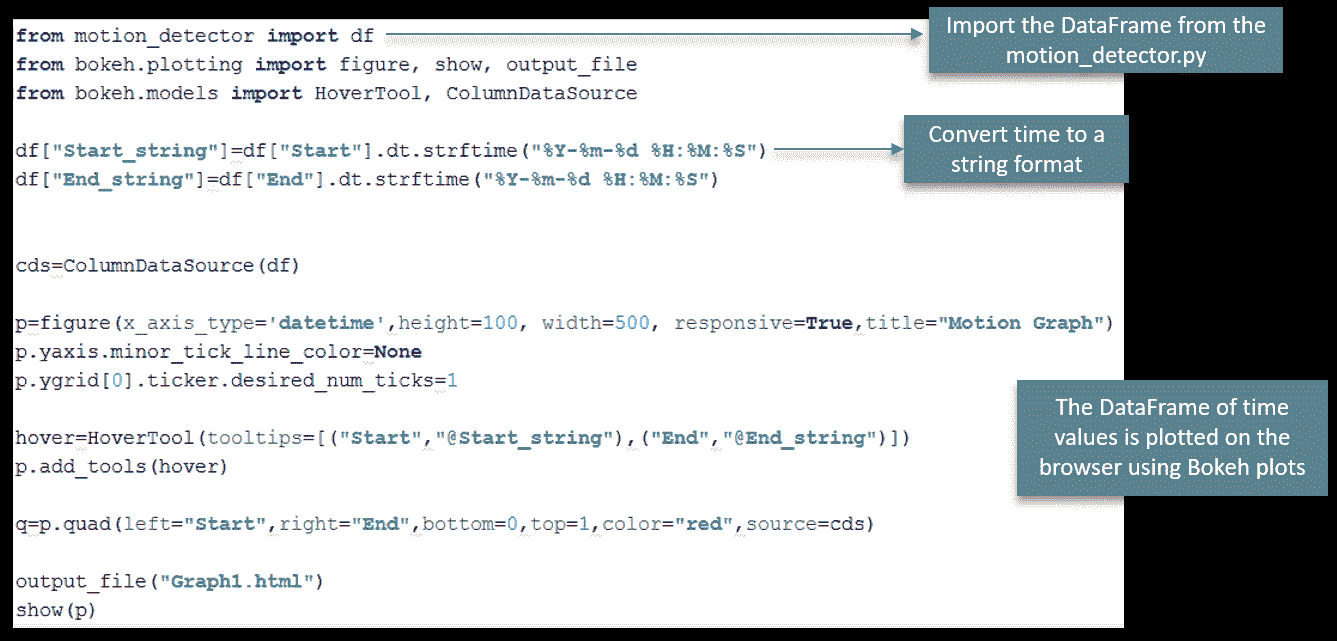 from motion_detector import df
Import the DataFrame from the
motion_detector.py
from bokeh.plotting import figure, show, output_file
from bokeh.models import HoverTool, ColumnDataSource
df["Start_string"]=df["Start"].dt.strftime("%Y-%m-%d %H:%M:%S")
Convert time to a
string format
df["End_string"]=df["End"].dt.strftime("%Y-%m-%d %H:%M:%S")
cds=ColumnDataSource(df)
p=figure(x_axis_type='datetime',height=100, width=500, responsive=True,title="Motion Graph")
p.yaxis.minor_tick_line_color=None
p.ygrid[0].ticker.desired_num_ticks=1
The DataFrame of time
values is plotted on the
browser using Bokeh plots
hover=HoverTool(tooltips=[("Start","@Start_string"),("End","@End_string")])
p.add_tools(hover)
q=p.quad(left="Start",right="End",bottom=0,top=1,color="red",source=cds)
output_file("Graph1.html")
show(p)